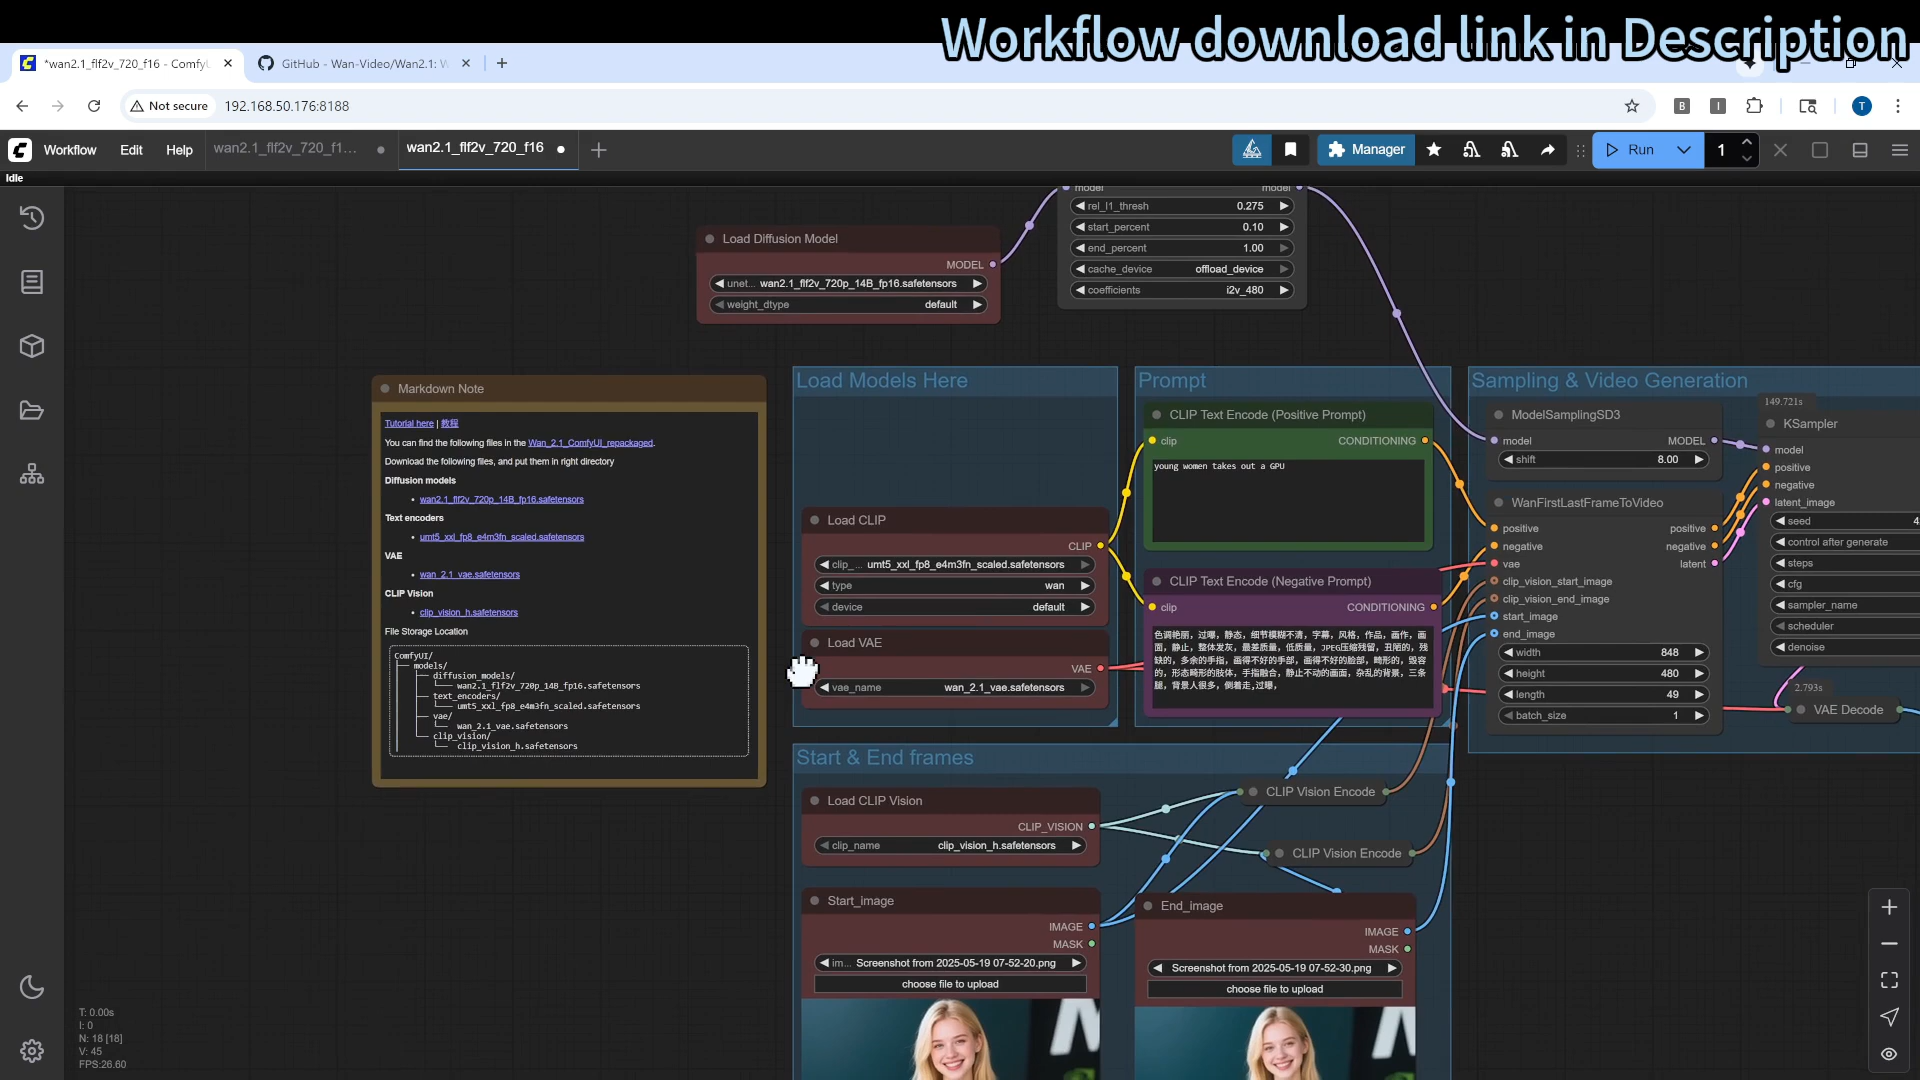 Workflow download link in Description
*wan2.1_flf2v_720_f16 - ComfyU
GitHub - Wan-Video/Wan2.1: W
Not secure
192.168.50.176:8188
B
I
T
Workflow
Edit
Help
wan2.1_flf2v_720_f1...
wan2.1_flf2v_720_f16
Manager
Run
1
Idle
model
model
rel_l1_thresh
0.275
start_percent
0.10
end_percent
1.00
cache_device
offload_device
coefficients
i2v_480
Load Diffusion Model
MODEL
unet... wan2.1_flf2v_720p_14B_fp16.safetensors
weight_dtype
default
Markdown Note
Tutorial here | 教程
You can find the following files in the Wan_2.1_ComfyUI_repackaged.
Download the following files, and put them in right directory
Diffusion models
• wan2.1_flf2v_720p_14B_fp16.safetensors
Text encoders
• umt5_xxl_fp8_e4m3fn_scaled.safetensors
VAE
• wan_2.1_vae.safetensors
CLIP Vision
• clip_vision_h.safetensors
File Storage Location
ComfyUI/
├── models/
│ ├── diffusion_models/
│ │ └── wan2.1_flf2v_720p_14B_fp16.safetensors
│ ├── text_encoders/
│ │ └── umt5_xxl_fp8_e4m3fn_scaled.safetensors
│ ├── vae/
│ │ └── wan_2.1_vae.safetensors
│ └── clip_vision/
│ └── clip_vision_h.safetensors
Load Models Here
Load CLIP
CLIP
clip_... umt5_xxl_fp8_e4m3fn_scaled.safetensors
type
wan
device
default
Load VAE
VAE
vae_name
wan_2.1_vae.safetensors
Prompt
CLIP Text Encode (Positive Prompt)
clip
CONDITIONING
young women takes out a GPU
CLIP Text Encode (Negative Prompt)
clip
CONDITIONING
色调艳丽，过曝，静态，细节模糊不清，字幕，风格，作品，画作，画
面，静止，整体发灰，最差质量，低质量，JPEG压缩残留，丑陋的，残
缺的，多余的手指，画得不好的手部，画得不好的脸部，畸形的，毁容
的，形态畸形的肢体，手指融合，静止不动的画面，杂乱的背景，三条
腿，背景人很多，倒着走,过曝，
Sampling & Video Generation
ModelSamplingSD3
model
MODEL
shift
8.00
149.721s
KSampler
model
positive
negative
latent_image
seed
4
control after generate
steps
cfg
sampler_name
scheduler
denoise
WanFirstLastFrameToVideo
positive
positive
negative
negative
vae
latent
clip_vision_start_image
clip_vision_end_image
start_image
end_image
width
848
height
480
length
49
batch_size
1
2.793s
VAE Decode
Start & End frames
Load CLIP Vision
CLIP_VISION
clip_name
clip_vision_h.safetensors
CLIP Vision Encode
CLIP Vision Encode
Start_image
IMAGE
MASK
im... Screenshot from 2025-05-19 07-52-20.png
choose file to upload
End_image
IMAGE
MASK
Screenshot from 2025-05-19 07-52-30.png
choose file to upload
T: 0.00s
I: 0
N: 18 [18]
V: 45
FPS:26.60